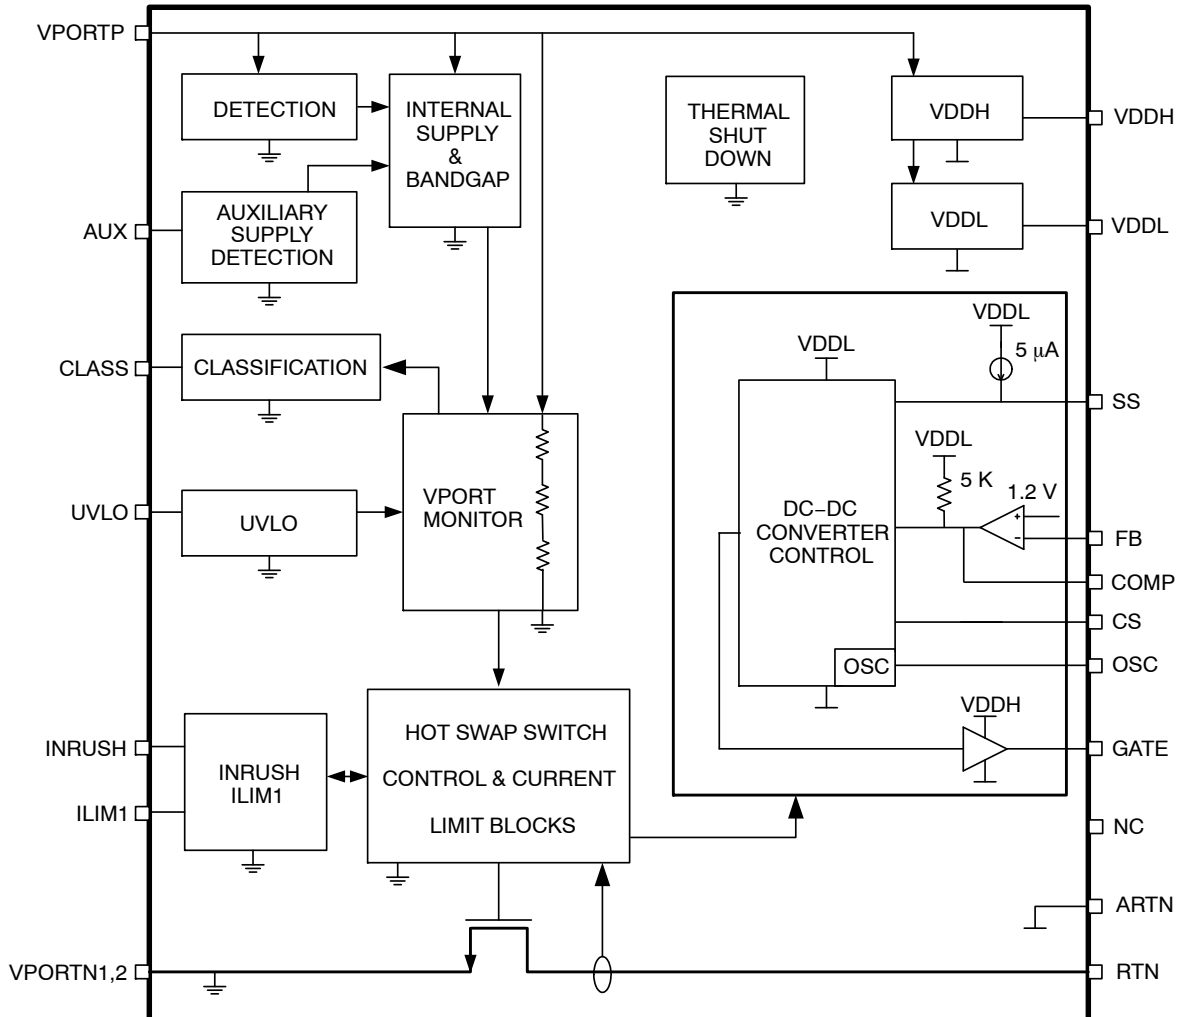 VPORTP
DETECTION
INTERNAL
SUPPLY
&
BANDGAP
THERMAL
SHUT
DOWN
VDDH
VDDH
AUX
AUXILIARY
SUPPLY
DETECTION
VDDL
VDDL
CLASS
CLASSIFICATION
VDDL
VDDL
5 μA
SS
UVLO
UVLO
VPORT
MONITOR
DC−DC
CONVERTER
CONTROL
VDDL
5 K
1.2 V
+
−
FB
COMP
CS
OSC
OSC
INRUSH
ILIM1
INRUSH
ILIM1
HOT SWAP SWITCH
CONTROL & CURRENT
LIMIT BLOCKS
VDDH
GATE
NC
ARTN
VPORTN1,2
RTN